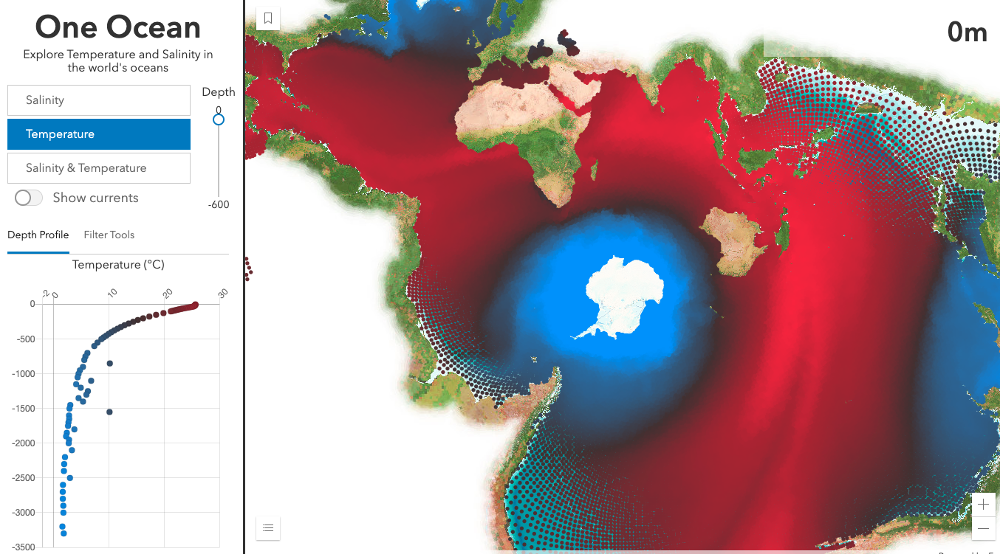 One Ocean
Explore Temperature and Salinity in
the world's oceans
Salinity
Temperature
Salinity & Temperature
Show currents
Depth
0
-600
Depth Profile
Filter Tools
Temperature (°C)
-2 0 10 20 30
0
-500
-1000
-1500
-2000
-2500
-3000
-3500
0m